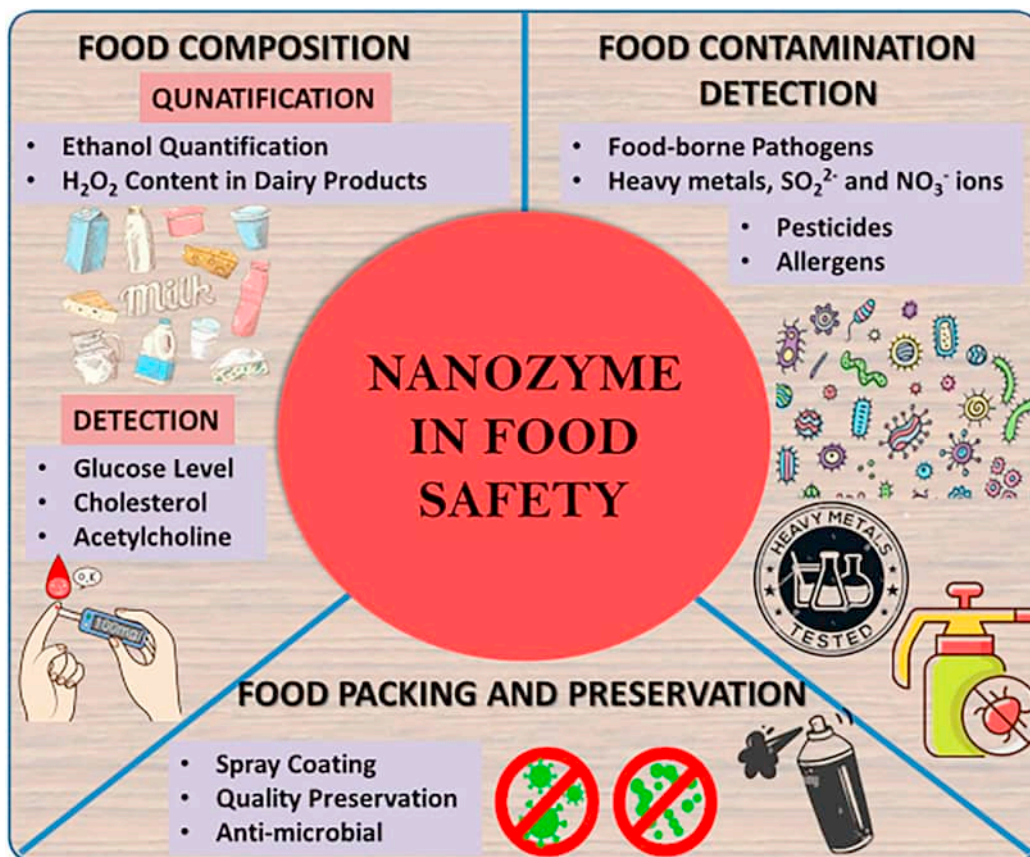 FOOD COMPOSITION
QUNATIFICATION
• Ethanol Quantification
• H₂O₂ Content in Dairy Products
milk
DETECTION
• Glucose Level
• Cholesterol
• Acetylcholine
O,K
100mg/
FOOD CONTAMINATION
DETECTION
• Food-borne Pathogens
• Heavy metals, SO₂²⁻ and NO₃⁻ ions
• Pesticides
• Allergens
HEAVY METALS
TESTED
NANOZYME
IN FOOD
SAFETY
FOOD PACKING AND PRESERVATION
• Spray Coating
• Quality Preservation
• Anti-microbial